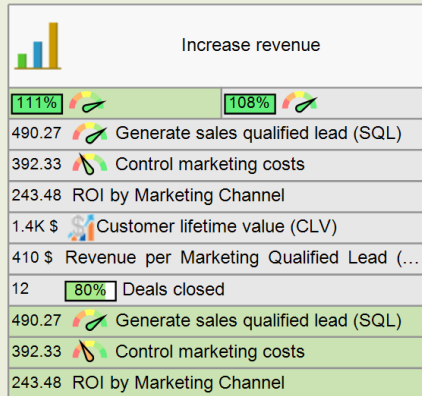 Increase revenue
111% 108%
490.27 Generate sales qualified lead (SQL)
392.33 Control marketing costs
243.48 ROI by Marketing Channel
1.4K $ Customer lifetime value (CLV)
410 $ Revenue per Marketing Qualified Lead (...
12 80% Deals closed
490.27 Generate sales qualified lead (SQL)
392.33 Control marketing costs
243.48 ROI by Marketing Channel